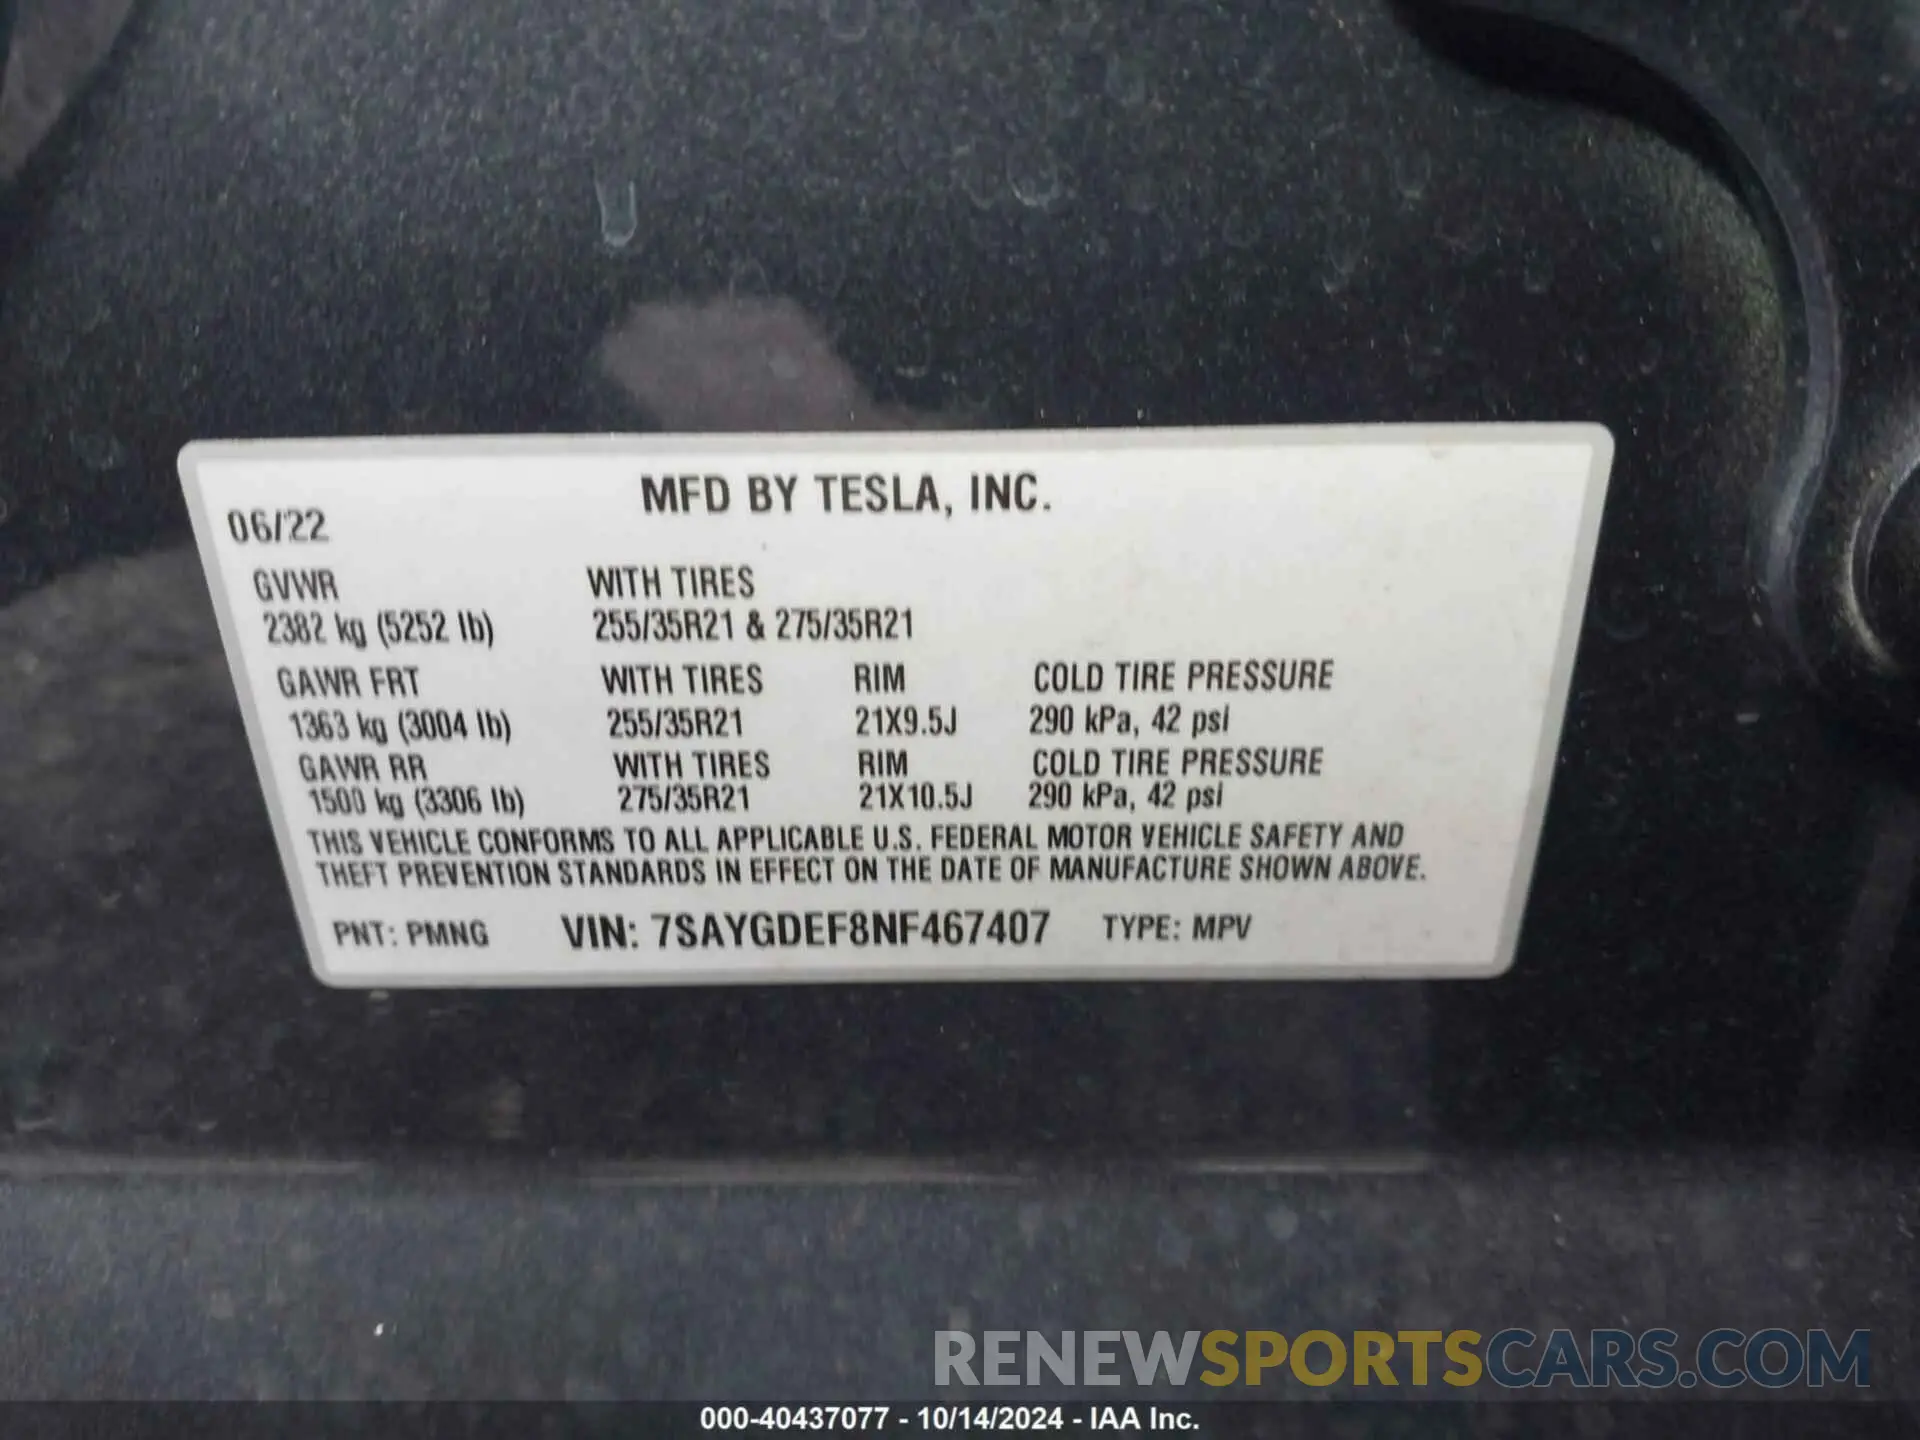 MFD BY TESLA, INC.
06/22
GVWR WITH TIRES
2382 kg (5252 lb) 255/35R21 & 275/35R21
GAWR FRT WITH TIRES RIM COLD TIRE PRESSURE
1363 kg (3004 lb) 255/35R21 21X9.5J 290 kPa, 42 psi
GAWR RR WITH TIRES RIM COLD TIRE PRESSURE
1500 kg (3306 lb) 275/35R21 21X10.5J 290 kPa, 42 psi
THIS VEHICLE CONFORMS TO ALL APPLICABLE U.S. FEDERAL MOTOR VEHICLE SAFETY AND
THEFT PREVENTION STANDARDS IN EFFECT ON THE DATE OF MANUFACTURE SHOWN ABOVE.
PNT: PMNG VIN: 7SAYGDEF8NF467407 TYPE: MPV
RENEWSPORTSCARS.COM
000-40437077 - 10/14/2024 - IAA Inc.